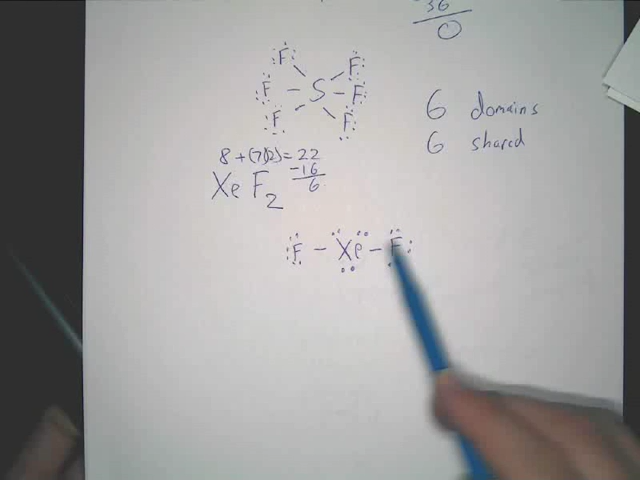 36
0
F F
F — S — F
F F
6 domains
6 shared
8 + (7)(2) = 22
-16
6
XeF₂
:F — Xe — F: